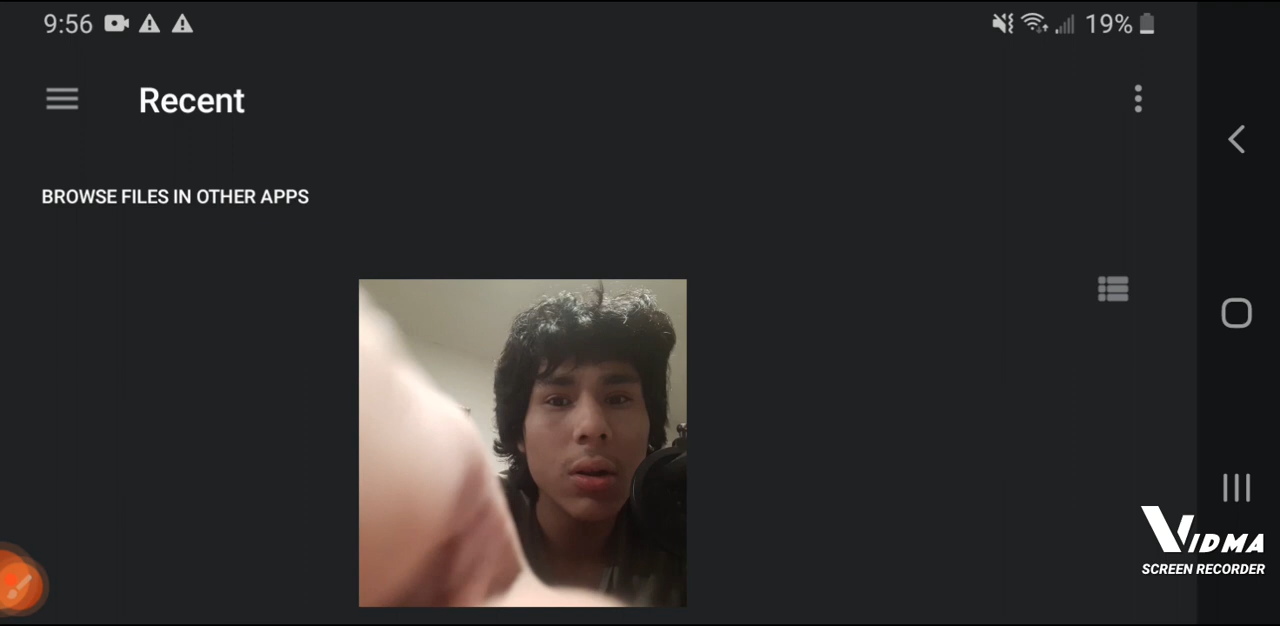 9:56
19%
Recent
BROWSE FILES IN OTHER APPS
VIDMA
SCREEN RECORDER